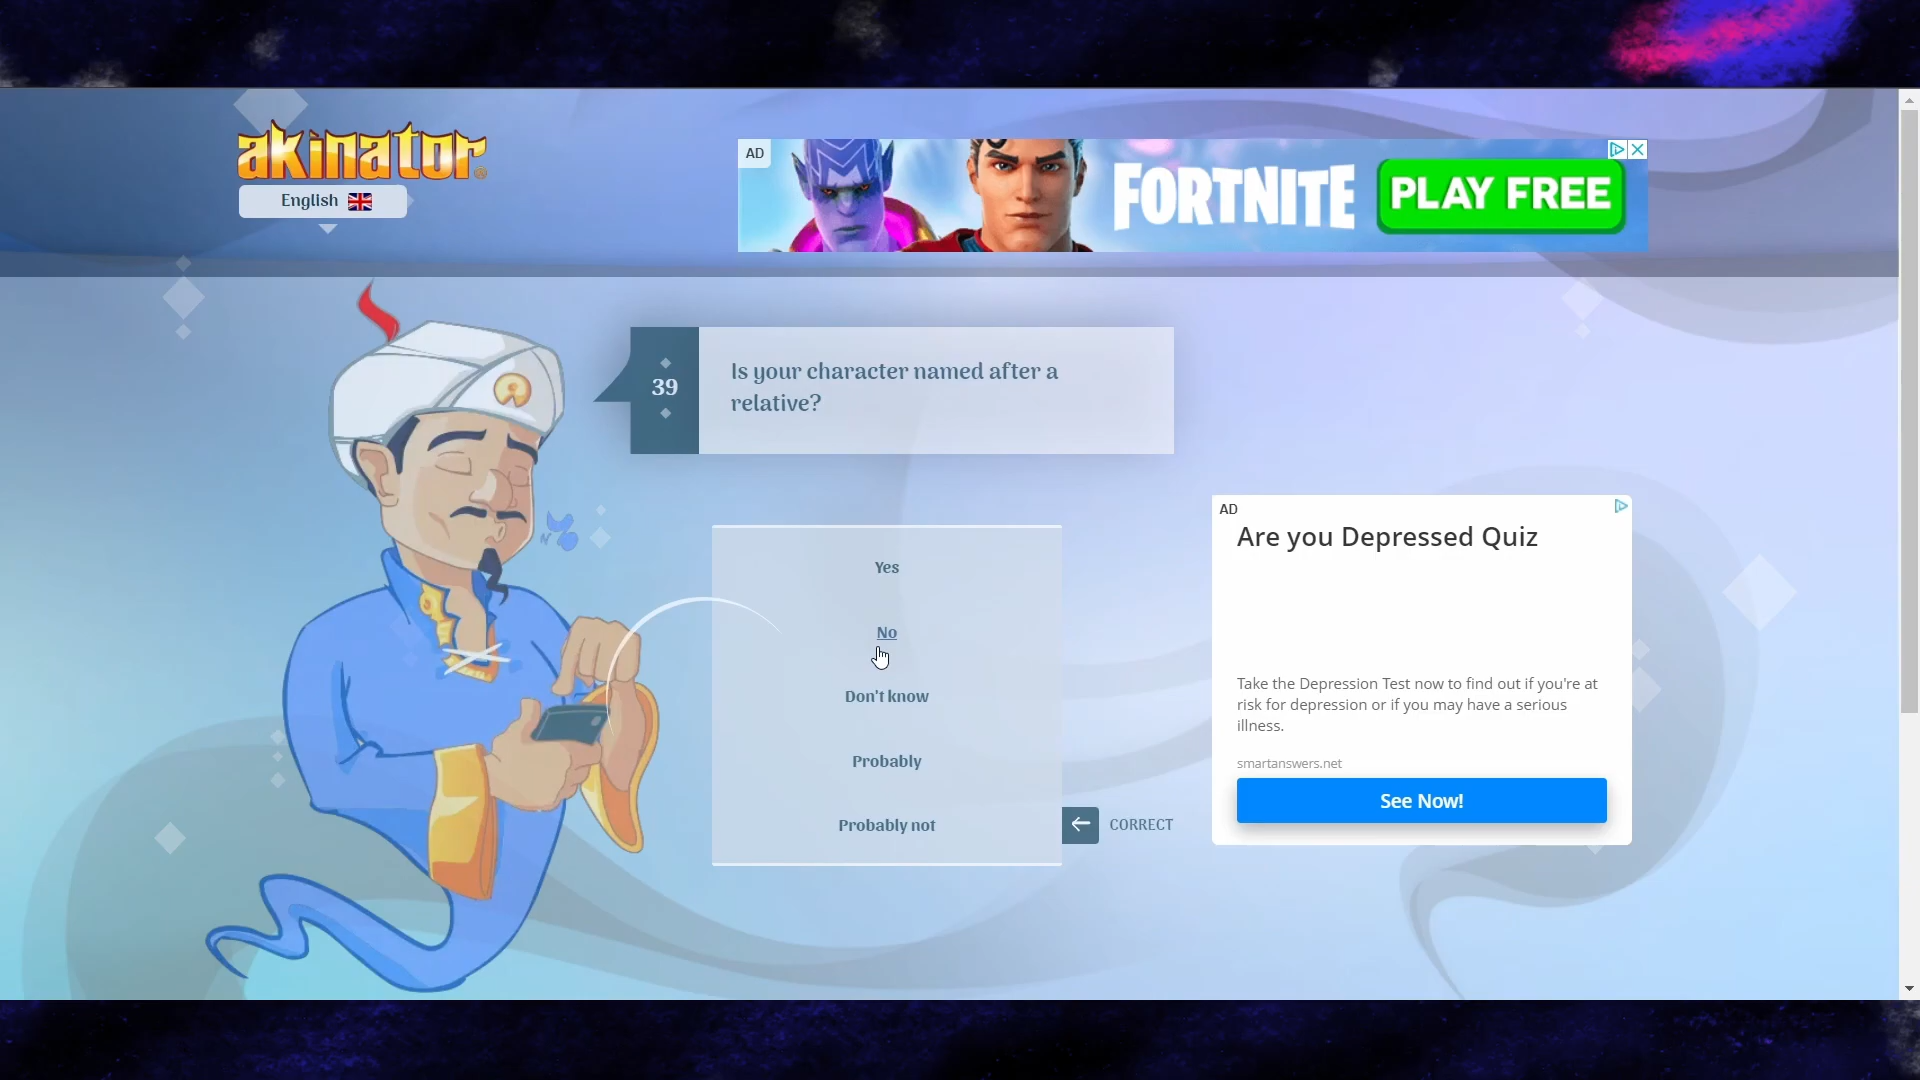 akinator
English
AD
FORTNITE
PLAY FREE
39
Is your character named after a
relative?
Yes
No
Don't know
Probably
Probably not
CORRECT
AD
Are you Depressed Quiz
Take the Depression Test now to find out if you're at
risk for depression or if you may have a serious
illness.
smartanswers.net
See Now!